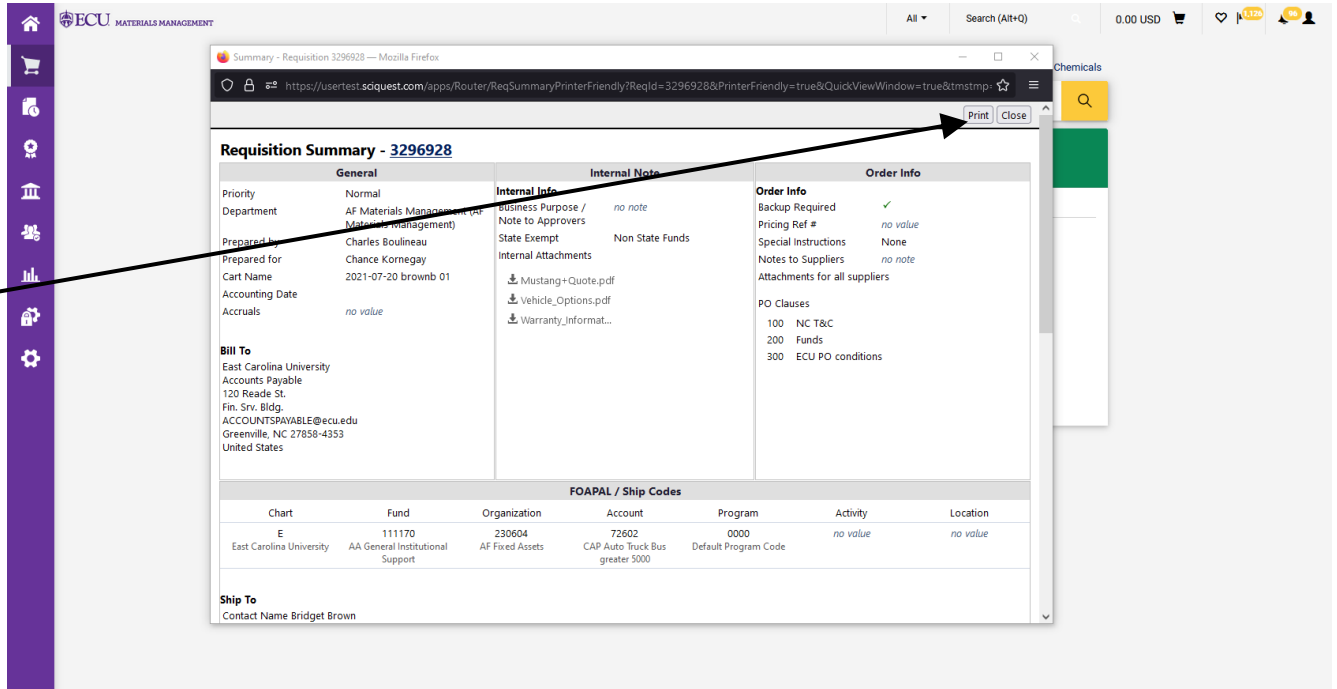 ECU MATERIALS MANAGEMENT
All
Search (Alt+Q)
0.00 USD
1,128
96
Chemicals
Summary - Requisition 3296928 — Mozilla Firefox
https://usertest.sciquest.com/apps/Router/ReqSummaryPrinterFriendly?ReqId=3296928&PrinterFriendly=true&QuickViewWindow=true&tmstmp:
Print Close
Requisition Summary - 3296928
General
Priority Normal
Department AF Materials Management (AF
Materials Management)
Prepared by Charles Boulineau
Prepared for Chance Kornegay
Cart Name 2021-07-20 brownb 01
Accounting Date
Accruals no value
Bill To
East Carolina University
Accounts Payable
120 Reade St.
Fin. Srv. Bldg.
ACCOUNTSPAYABLE@ecu.edu
Greenville, NC 27858-4353
United States
Internal Note
Internal Info
Business Purpose / no note
Note to Approvers
State Exempt Non State Funds
Internal Attachments
Mustang+Quote.pdf
Vehicle_Options.pdf
Warranty_Informat...
Order Info
Order Info
Backup Required ✓
Pricing Ref # no value
Special Instructions None
Notes to Suppliers no note
Attachments for all suppliers
PO Clauses
100 NC T&C
200 Funds
300 ECU PO conditions
FOAPAL / Ship Codes
Chart Fund Organization Account Program Activity Location
E 111170 230604 72602 0000 no value no value
East Carolina University AA General Institutional AF Fixed Assets CAP Auto Truck Bus Default Program Code
Support greater 5000
Ship To
Contact Name Bridget Brown